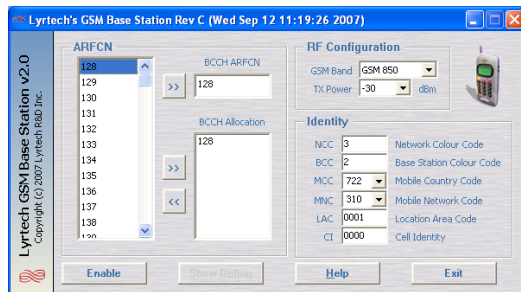 Lyrtech's GSM Base Station Rev C (Wed Sep 12 11:19:26 2007)
Lyrtech GSM Base Station v2.0
Copyright (c) 2007 Lyrtech R&D Inc.
ARFCN
128
129
130
131
132
133
134
135
136
137
138
139
>>
BCCH ARFCN
128
BCCH Allocation
128
>>
<<
RF Configuration
GSM Band GSM 850
TX Power -30 dBm
Identity
NCC 3 Network Colour Code
BCC 2 Base Station Colour Code
MCC 722 Mobile Country Code
MNC 310 Mobile Network Code
LAC 0001 Location Area Code
CI 0000 Cell Identity
Enable
Show Debug
Help
Exit